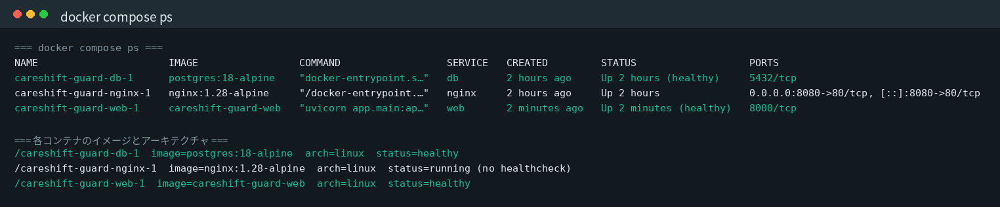 docker compose ps
=== docker compose ps ===
NAME IMAGE COMMAND SERVICE CREATED STATUS PORTS
careshift-guard-db-1 postgres:18-alpine "docker-entrypoint.s…" db 2 hours ago Up 2 hours (healthy) 5432/tcp
careshift-guard-nginx-1 nginx:1.28-alpine "/docker-entrypoint.…" nginx 2 hours ago Up 2 hours 0.0.0.0:8080->80/tcp, [::]:8080->80/tcp
careshift-guard-web-1 careshift-guard-web "uvicorn app.main:ap…" web 2 minutes ago Up 2 minutes (healthy) 8000/tcp
=== 各コンテナのイメージとアーキテクチャ ===
/careshift-guard-db-1 image=postgres:18-alpine arch=linux status=healthy
/careshift-guard-nginx-1 image=nginx:1.28-alpine arch=linux status=running (no healthcheck)
/careshift-guard-web-1 image=careshift-guard-web arch=linux status=healthy